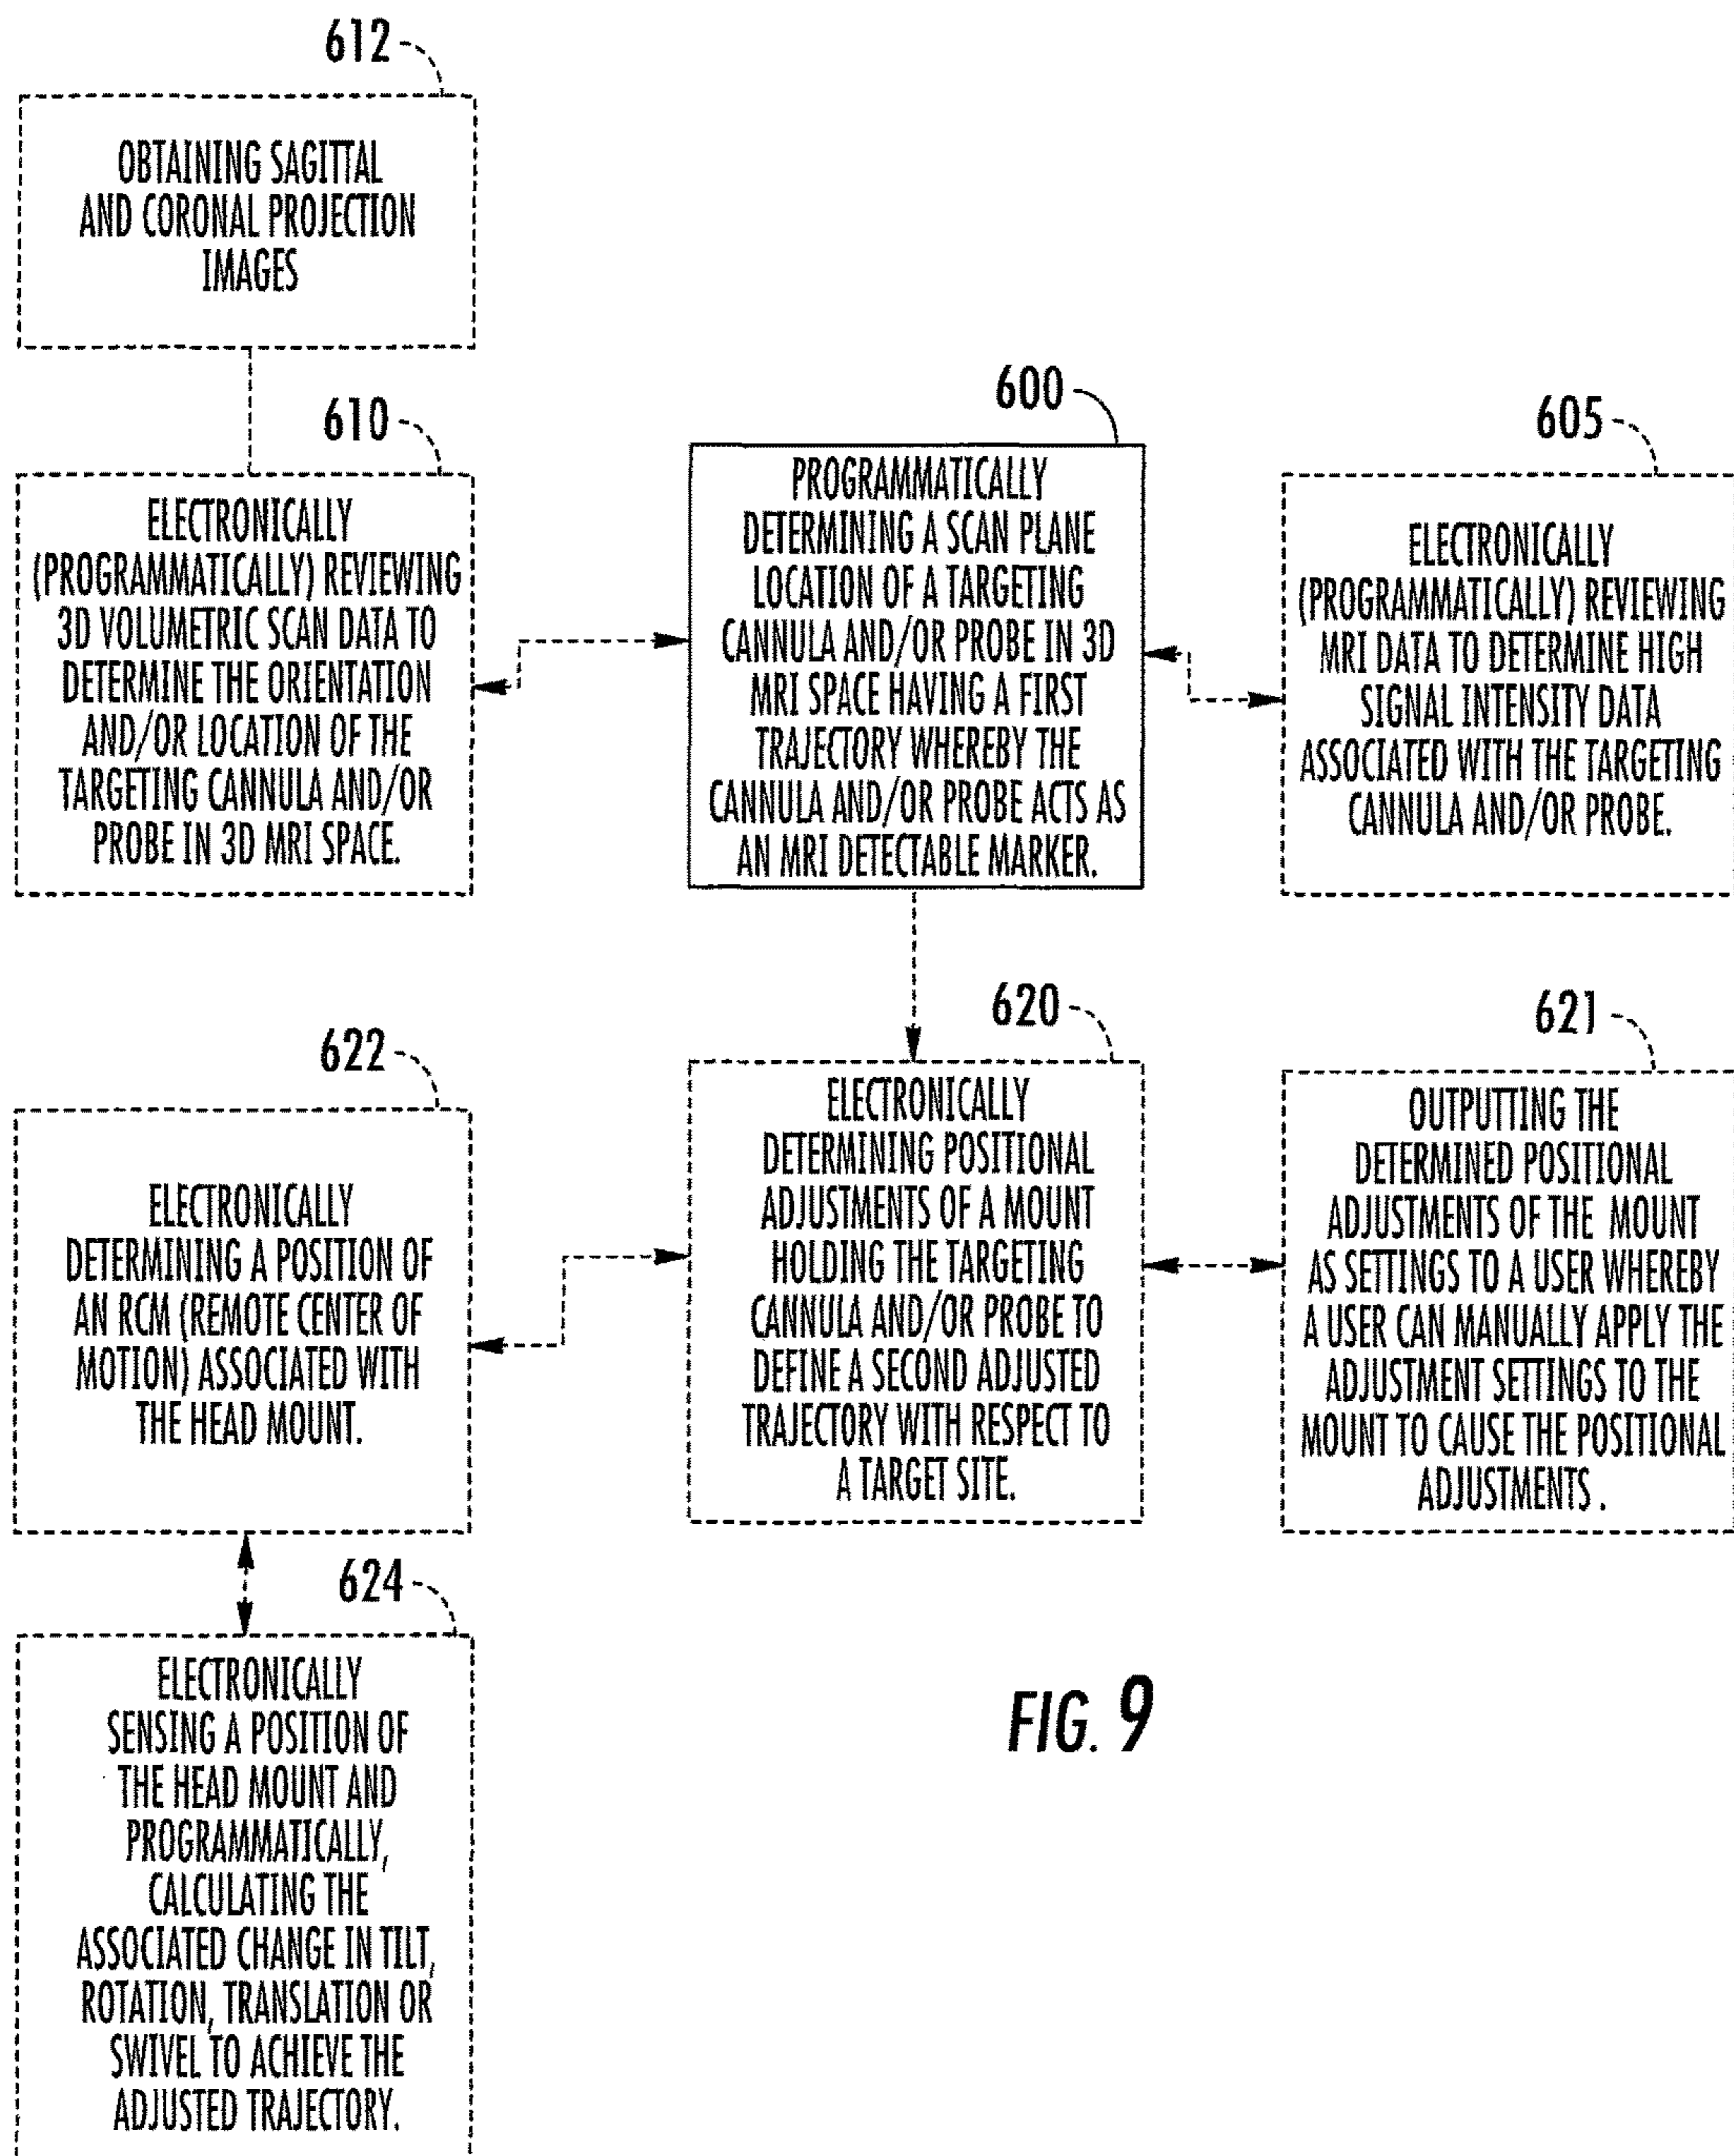 612
OBTAINING SAGITTAL
AND CORONAL PROJECTION
IMAGES
610
ELECTRONICALLY
(PROGRAMMATICALLY) REVIEWING
3D VOLUMETRIC SCAN DATA TO
DETERMINE THE ORIENTATION
AND/OR LOCATION OF THE
TARGETING CANNULA AND/OR
PROBE IN 3D MRI SPACE.
600
PROGRAMMATICALLY
DETERMINING A SCAN PLANE
LOCATION OF A TARGETING
CANNULA AND/OR PROBE IN 3D
MRI SPACE HAVING A FIRST
TRAJECTORY WHEREBY THE
CANNULA AND/OR PROBE ACTS AS
AN MRI DETECTABLE MARKER.
605
ELECTRONICALLY
(PROGRAMMATICALLY) REVIEWING
MRI DATA TO DETERMINE HIGH
SIGNAL INTENSITY DATA
ASSOCIATED WITH THE TARGETING
CANNULA AND/OR PROBE.
622
ELECTRONICALLY
DETERMINING A POSITION OF
AN RCM (REMOTE CENTER OF
MOTION) ASSOCIATED WITH
THE HEAD MOUNT.
620
ELECTRONICALLY
DETERMINING POSITIONAL
ADJUSTMENTS OF A MOUNT
HOLDING THE TARGETING
CANNULA AND/OR PROBE TO
DEFINE A SECOND ADJUSTED
TRAJECTORY WITH RESPECT TO
A TARGET SITE.
621
OUTPUTTING THE
DETERMINED POSITIONAL
ADJUSTMENTS OF THE MOUNT
AS SETTINGS TO A USER WHEREBY
A USER CAN MANUALLY APPLY THE
ADJUSTMENT SETTINGS TO THE
MOUNT TO CAUSE THE POSITIONAL
ADJUSTMENTS .
624
ELECTRONICALLY
SENSING A POSITION OF
THE HEAD MOUNT AND
PROGRAMMATICALLY,
CALCULATING THE
ASSOCIATED CHANGE IN TILT,
ROTATION, TRANSLATION OR
SWIVEL TO ACHIEVE THE
ADJUSTED TRAJECTORY.
FIG. 9